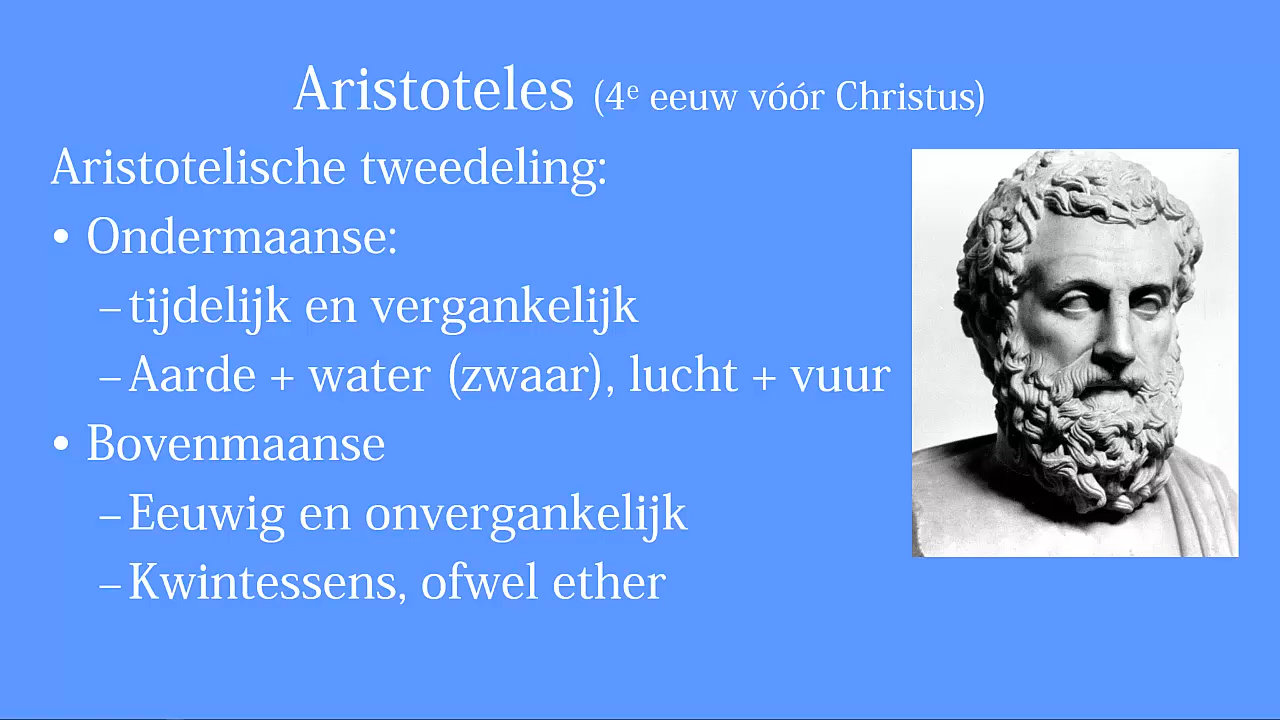 Aristoteles (4e eeuw vóór Christus)
Aristotelische tweedeling:
• Ondermaanse:
– tijdelijk en vergankelijk
– Aarde + water (zwaar), lucht + vuur
• Bovenmaanse
– Eeuwig en onvergankelijk
– Kwintessens, ofwel ether